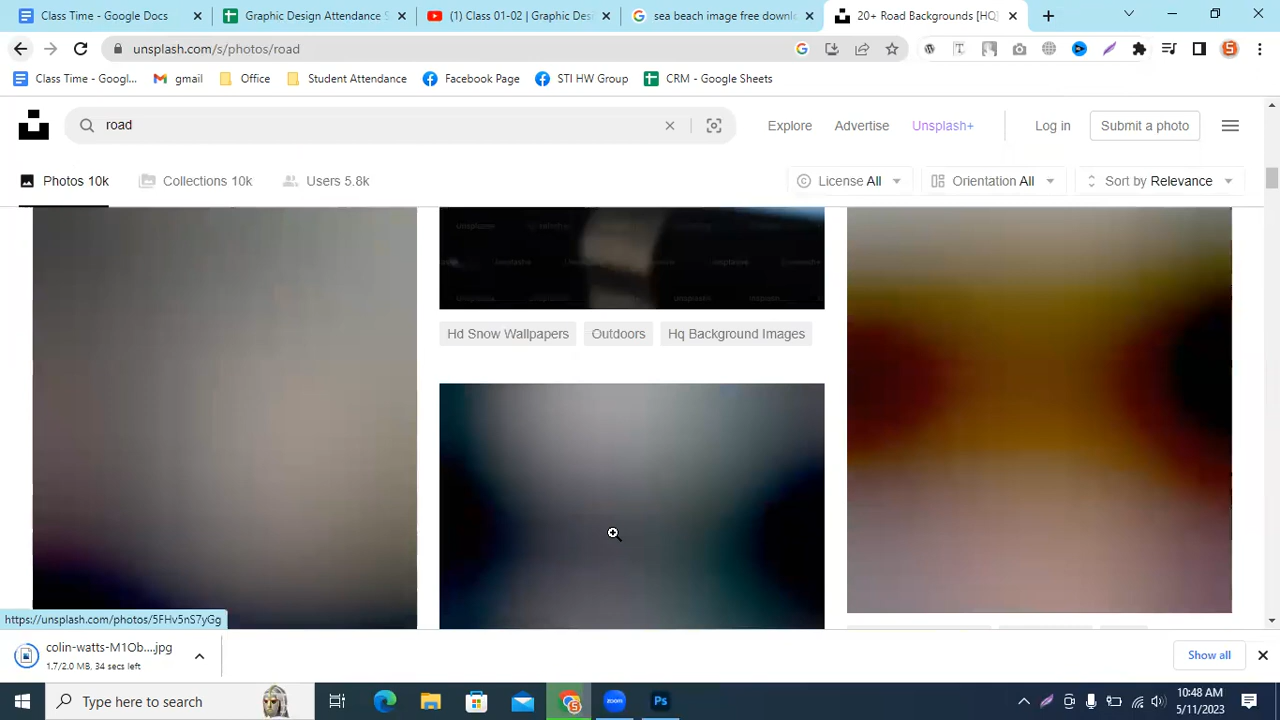 Class Time - Google Docs
Graphic Design Attendance S
(1) Class 01-02 | Graphic Des
sea beach image free downl
20+ Road Backgrounds [HQ]
unsplash.com/s/photos/road
Class Time - Googl...
gmail
Office
Student Attendance
Facebook Page
STI HW Group
CRM - Google Sheets
road
Explore
Advertise
Unsplash+
Log in
Submit a photo
Photos 10k
Collections 10k
Users 5.8k
License All
Orientation All
Sort by Relevance
Hd Snow Wallpapers
Outdoors
Hq Background Images
https://unsplash.com/photos/5FHv5nS7yGg
colin-watts-M1Ob....jpg
1.7/2.0 MB, 34 secs left
Show all
Type here to search
zoom
Ps
10:48 AM
5/11/2023